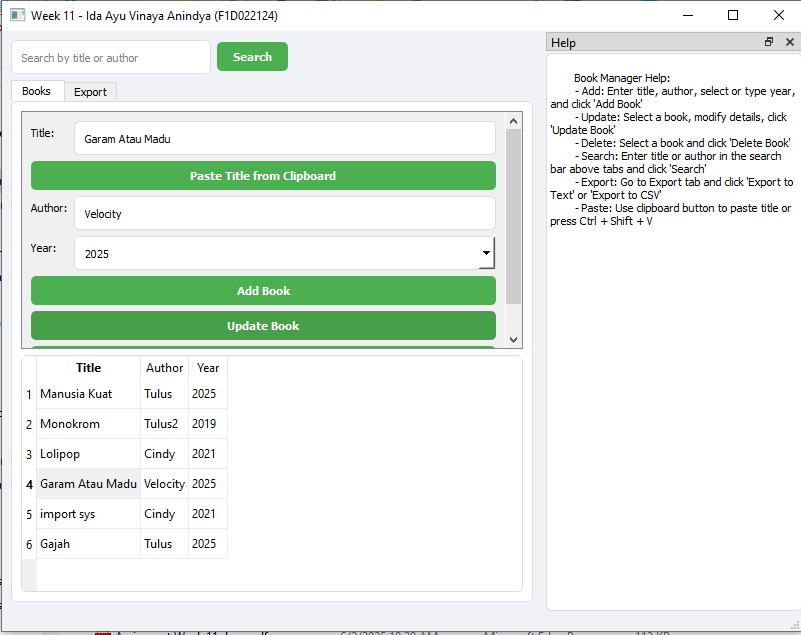 Week 11 - Ida Ayu Vinaya Anindya (F1D022124)
Search by title or author
Search
Books
Export
Title:
Garam Atau Madu
Paste Title from Clipboard
Author:
Velocity
Year:
2025
Add Book
Update Book
Title Author Year
1 Manusia Kuat Tulus 2025
2 Monokrom Tulus2 2019
3 Lolipop Cindy 2021
4 Garam Atau Madu Velocity 2025
5 import sys Cindy 2021
6 Gajah Tulus 2025
Help
Book Manager Help:
- Add: Enter title, author, select or type year,
and click 'Add Book'
- Update: Select a book, modify details, click
'Update Book'
- Delete: Select a book and click 'Delete Book'
- Search: Enter title or author in the search
bar above tabs and click 'Search'
- Export: Go to Export tab and click 'Export to
Text' or 'Export to CSV'
- Paste: Use clipboard button to paste title or
press Ctrl + Shift + V